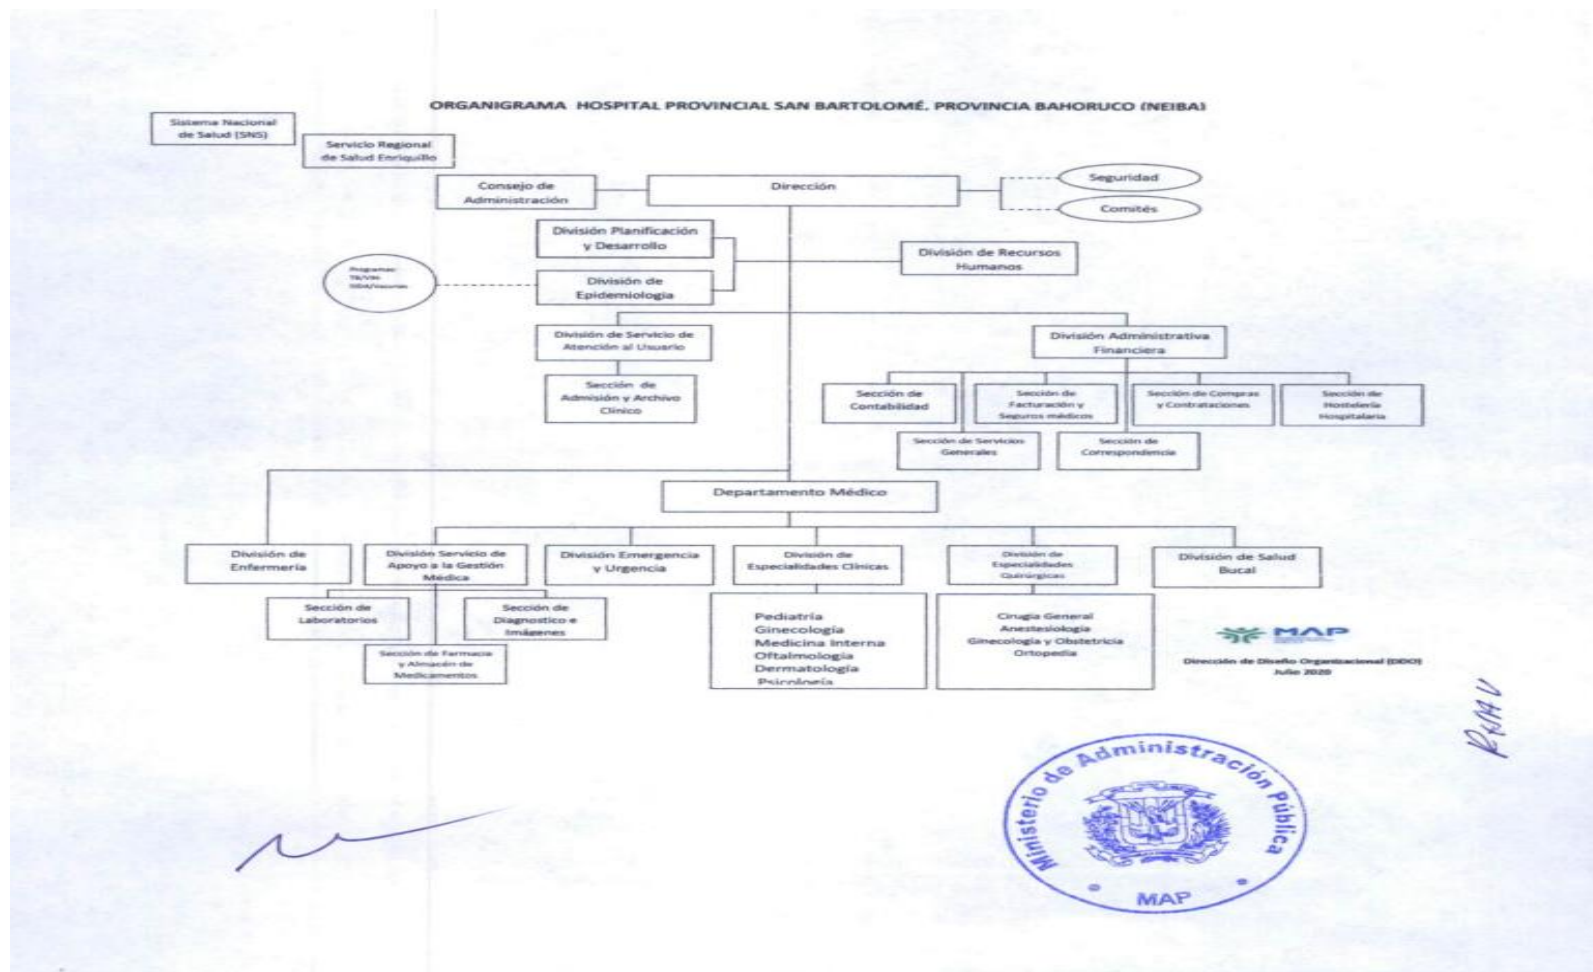 ORGANIGRAMA HOSPITAL PROVINCIAL SAN BARTOLOMÉ. PROVINCIA BAHORUCO (NEIBA)
Sistema Nacional
de Salud (SNS)
Servicio Regional
de Salud Enriquillo
Consejo de
Administración
Dirección
Seguridad
Comités
División Planificación
y Desarrollo
División de Recursos
Humanos
Programas
División de
Epidemiología
División de Servicio de
Atención al Usuario
División Administrativa
Financiera
Sección de
Admisión y Archivo
Clínico
Sección de
Contabilidad
Sección de
Facturación y
Seguros médicos
Sección de Compras
y Contrataciones
Sección de
Hostelería
Hospitalaria
Sección de Servicios
Generales
Sección de
Correspondencia
Departamento Médico
División de
Enfermería
División Servicio de
Apoyo a la Gestión
Médica
División Emergencia
y Urgencia
División de
Especialidades Clínicas
División de
Especialidades
Quirúrgicas
División de Salud
Bucal
Sección de
Laboratorios
Sección de
Diagnostico e
Imágenes
Sección de Farmacia
y Almacén de
Medicamentos
Pediatría
Ginecología
Medicina Interna
Oftalmología
Dermatología
Psicología
Cirugía General
Anestesiología
Ginecología y Obstetricia
Ortopedia
MAP
Dirección de Diseño Organizacional (DDO)
Julio 2020
Ministerio de Administración Pública
MAP